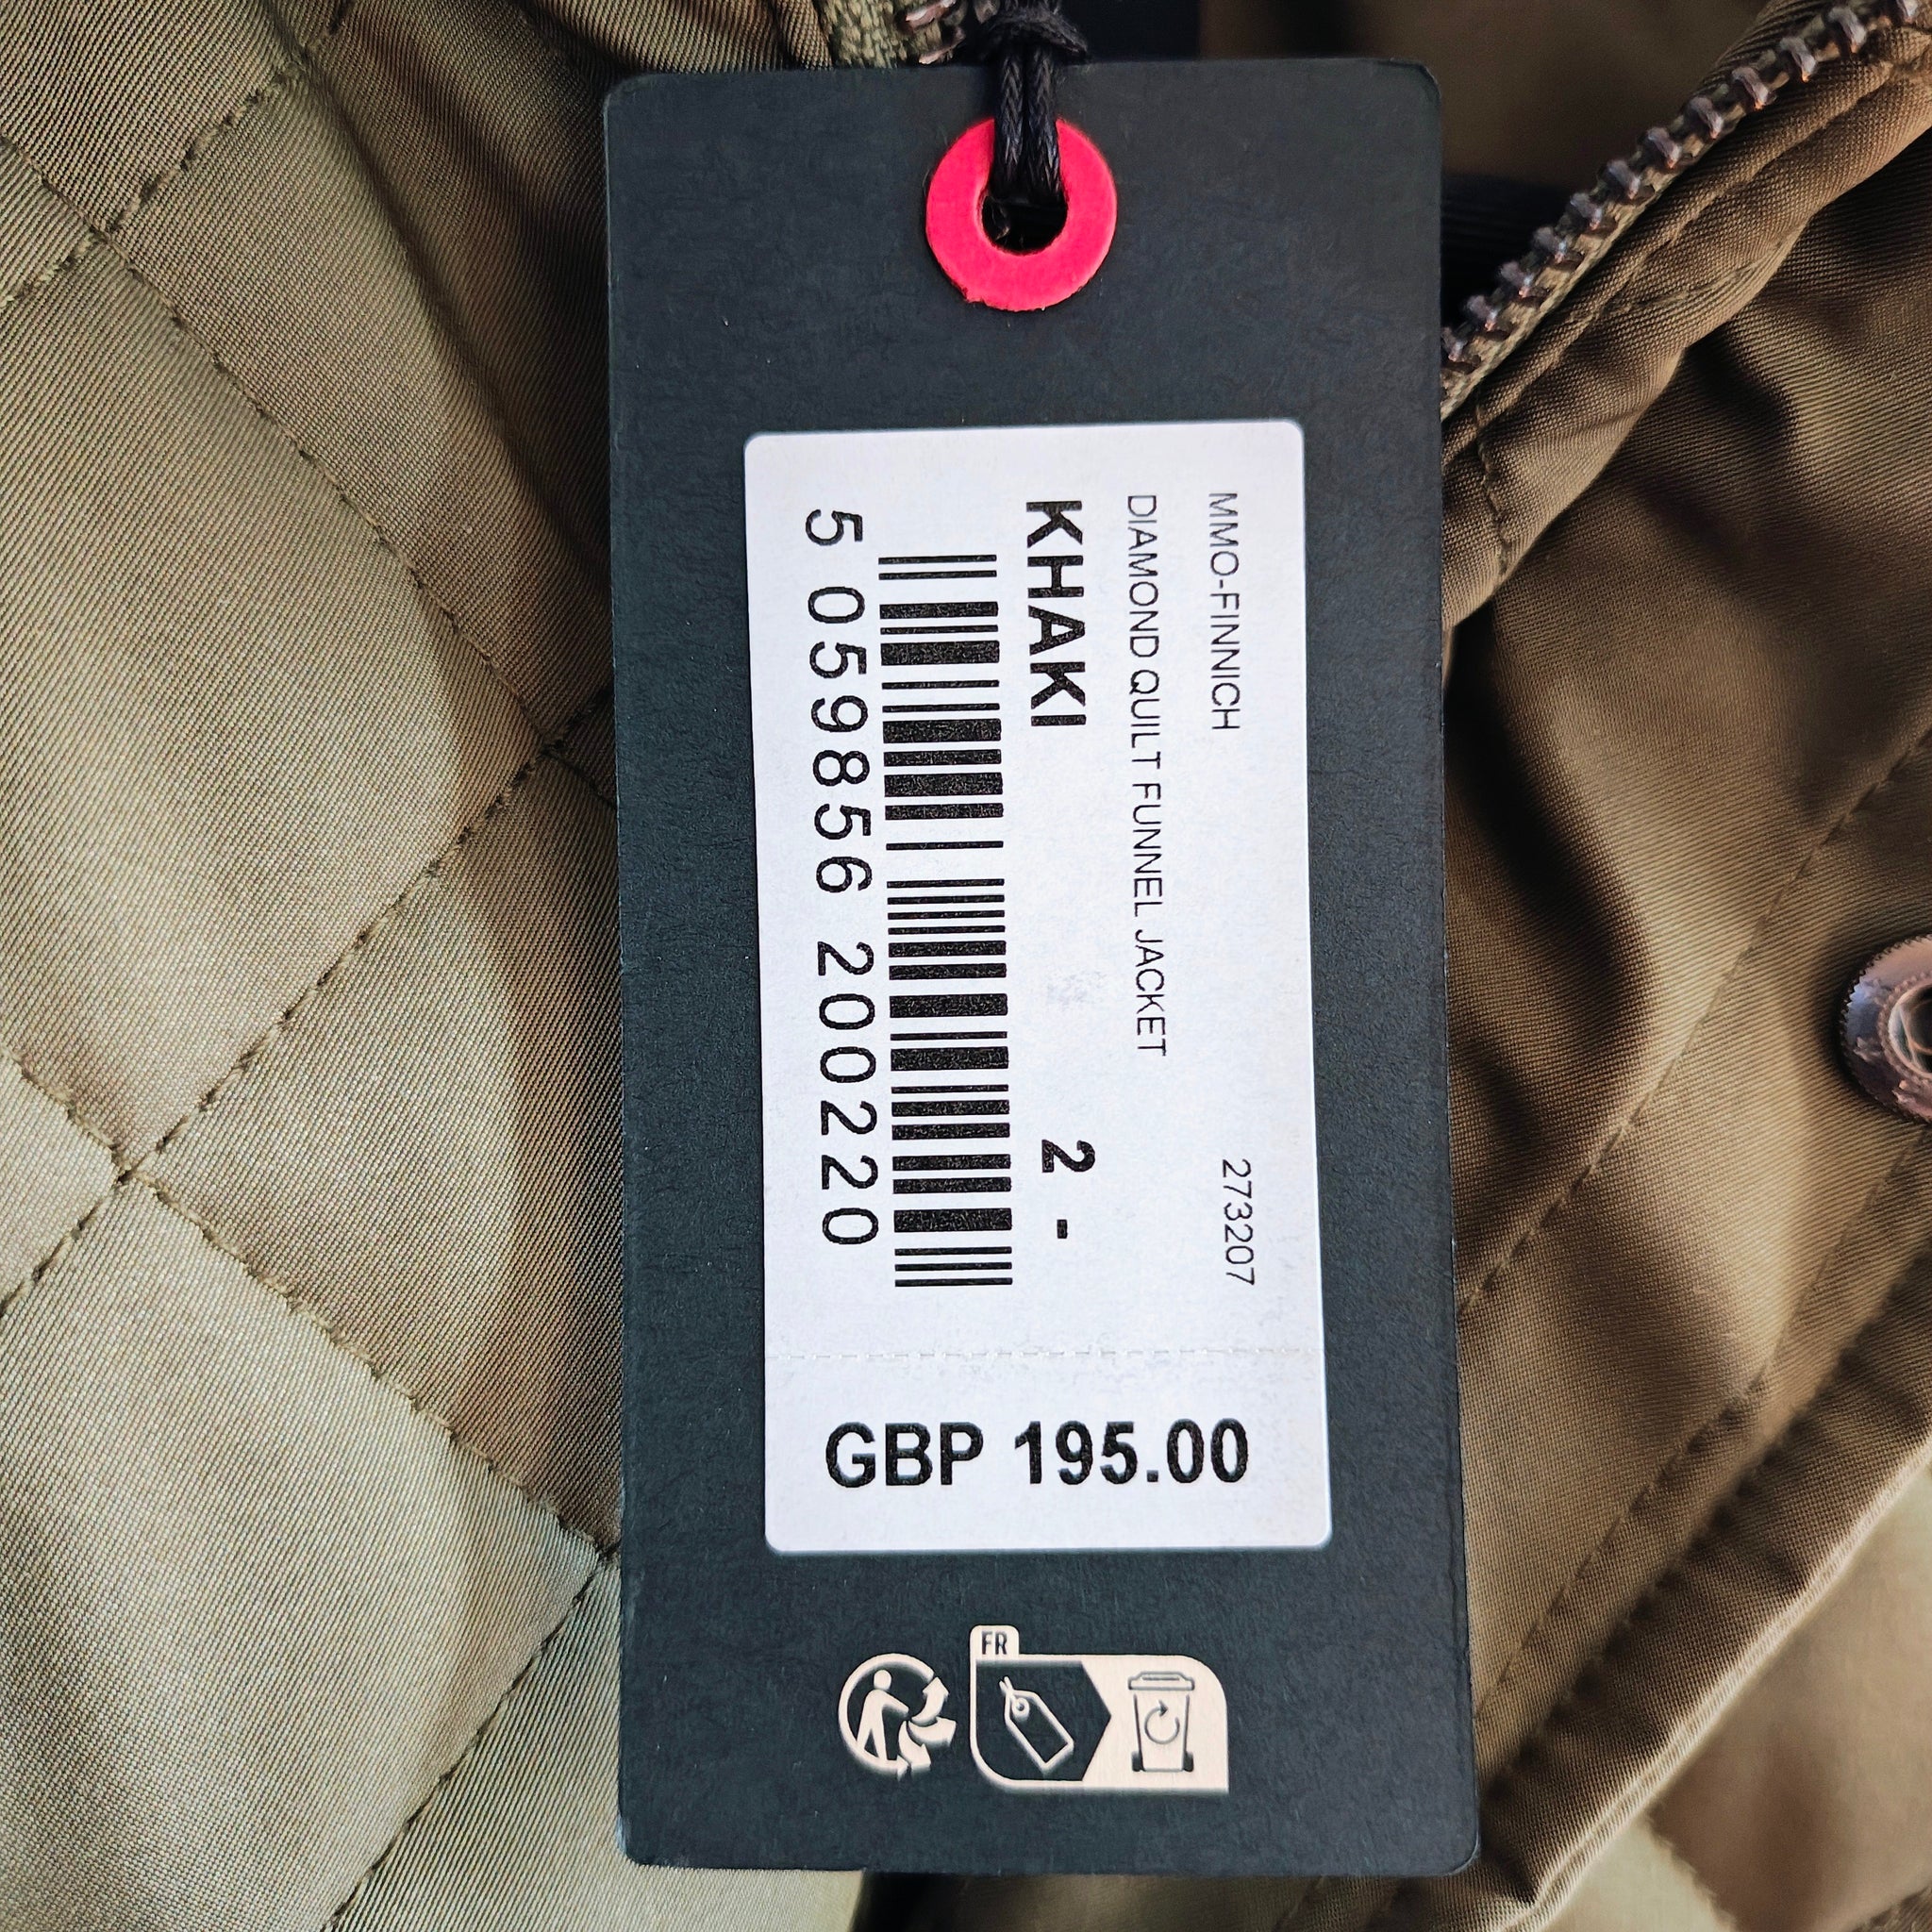 MMO-FINNICH 273207
DIAMOND QUILT FUNNEL JACKET
KHAKI 2 -
5 059856 200220
GBP 195.00
FR